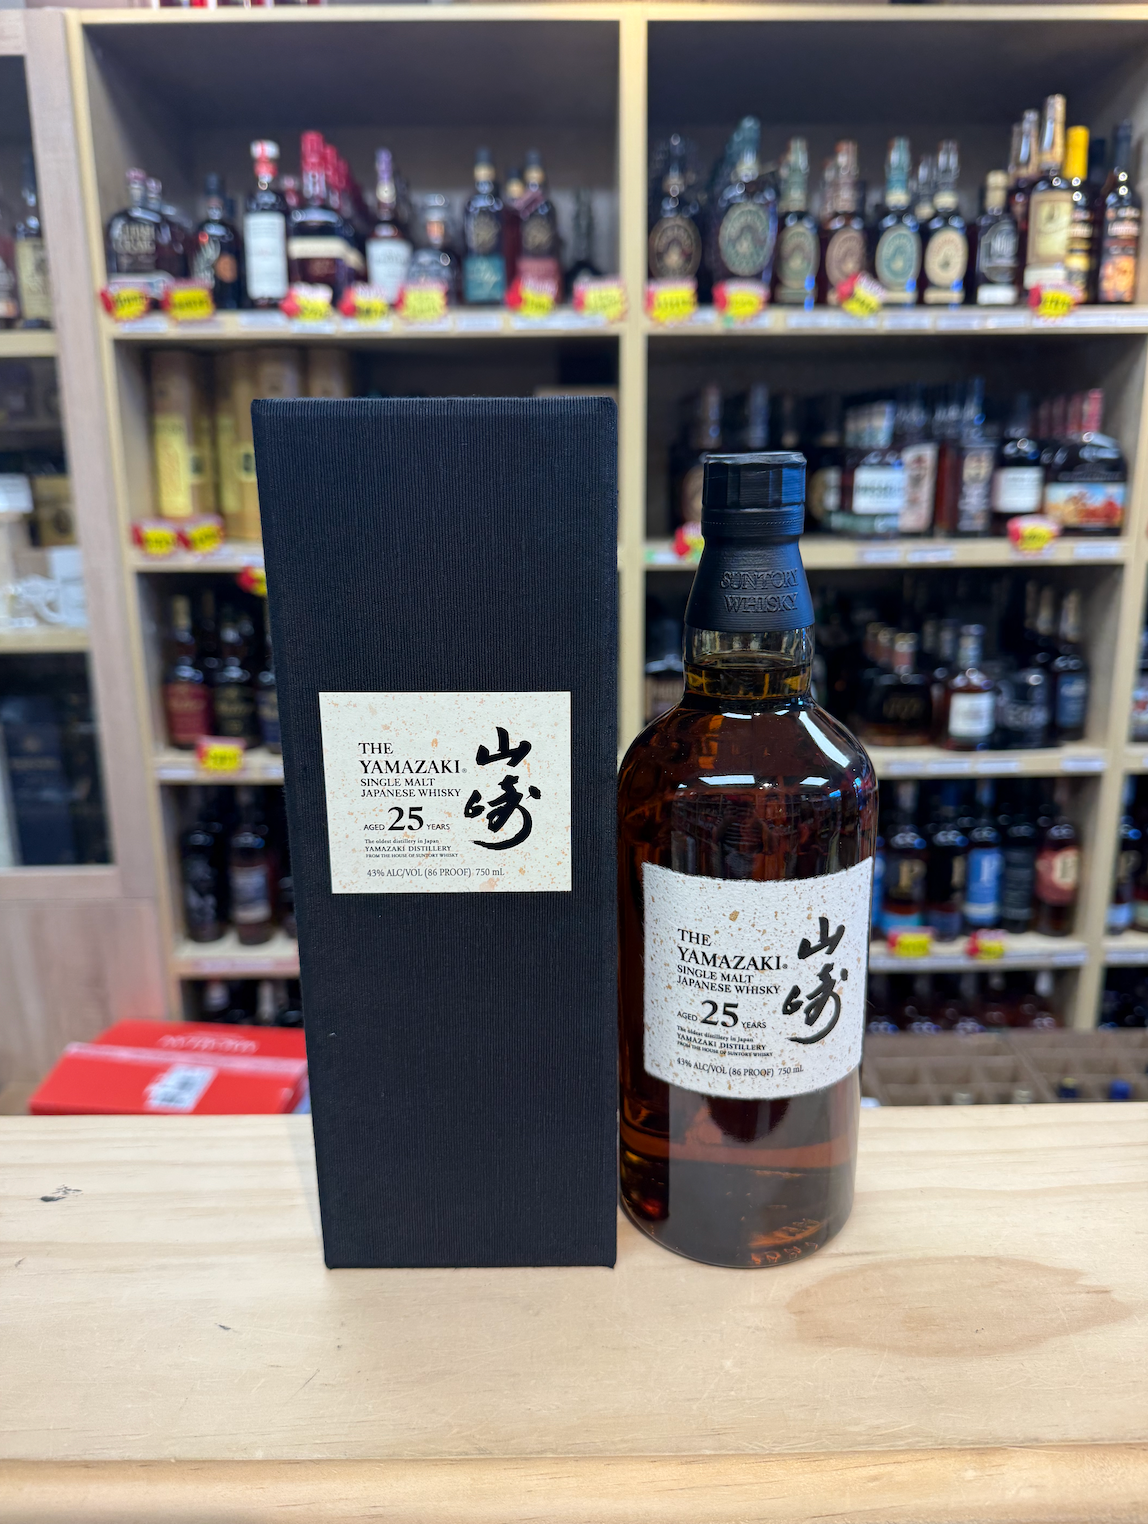 THE
YAMAZAKI®
SINGLE MALT
JAPANESE WHISKY
AGED 25 YEARS
The oldest distillery in Japan
YAMAZAKI DISTILLERY
FROM THE HOUSE OF SUNTORY WHISKY
43% ALC/VOL (86 PROOF) 750 mL
山崎
SUNTORY
WHISKY
THE
YAMAZAKI®
SINGLE MALT
JAPANESE WHISKY
AGED 25 YEARS
The oldest distillery in Japan
YAMAZAKI DISTILLERY
FROM THE HOUSE OF SUNTORY WHISKY
43% ALC/VOL (86 PROOF) 750 mL
山崎